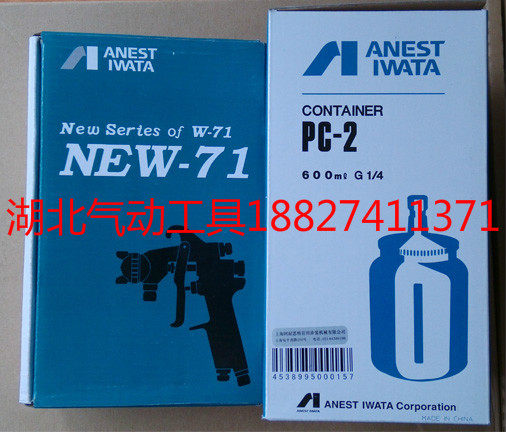 ANEST
IWATA
New Series of W-71
NEW-71
ANEST
IWATA
CONTAINER
PC-2
600ml G 1/4
湖北气动工具18827411371
4538995000157
ANEST IWATA Corporation
MADE IN CHINA